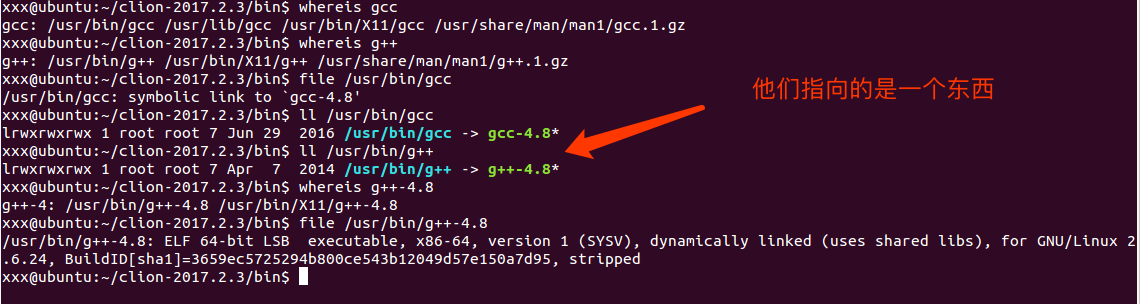 xxx@ubuntu:~/clion-2017.2.3/bin$ whereis gcc
gcc: /usr/bin/gcc /usr/lib/gcc /usr/bin/X11/gcc /usr/share/man/man1/gcc.1.gz
xxx@ubuntu:~/clion-2017.2.3/bin$ whereis g++
g++: /usr/bin/g++ /usr/bin/X11/g++ /usr/share/man/man1/g++.1.gz
xxx@ubuntu:~/clion-2017.2.3/bin$ file /usr/bin/gcc
/usr/bin/gcc: symbolic link to `gcc-4.8'
他们指向的是一个东西
xxx@ubuntu:~/clion-2017.2.3/bin$ ll /usr/bin/gcc
lrwxrwxrwx 1 root root 7 Jun 29  2016 /usr/bin/gcc -> gcc-4.8*
xxx@ubuntu:~/clion-2017.2.3/bin$ ll /usr/bin/g++
lrwxrwxrwx 1 root root 7 Apr  7  2014 /usr/bin/g++ -> g++-4.8*
xxx@ubuntu:~/clion-2017.2.3/bin$ whereis g++-4.8
g++-4: /usr/bin/g++-4.8 /usr/bin/X11/g++-4.8
xxx@ubuntu:~/clion-2017.2.3/bin$ file /usr/bin/g++-4.8
/usr/bin/g++-4.8: ELF 64-bit LSB  executable, x86-64, version 1 (SYSV), dynamically linked (uses shared libs), for GNU/Linux 2
.6.24, BuildID[sha1]=3659ec5725294b800ce543b12049d57e150a7d95, stripped
xxx@ubuntu:~/clion-2017.2.3/bin$